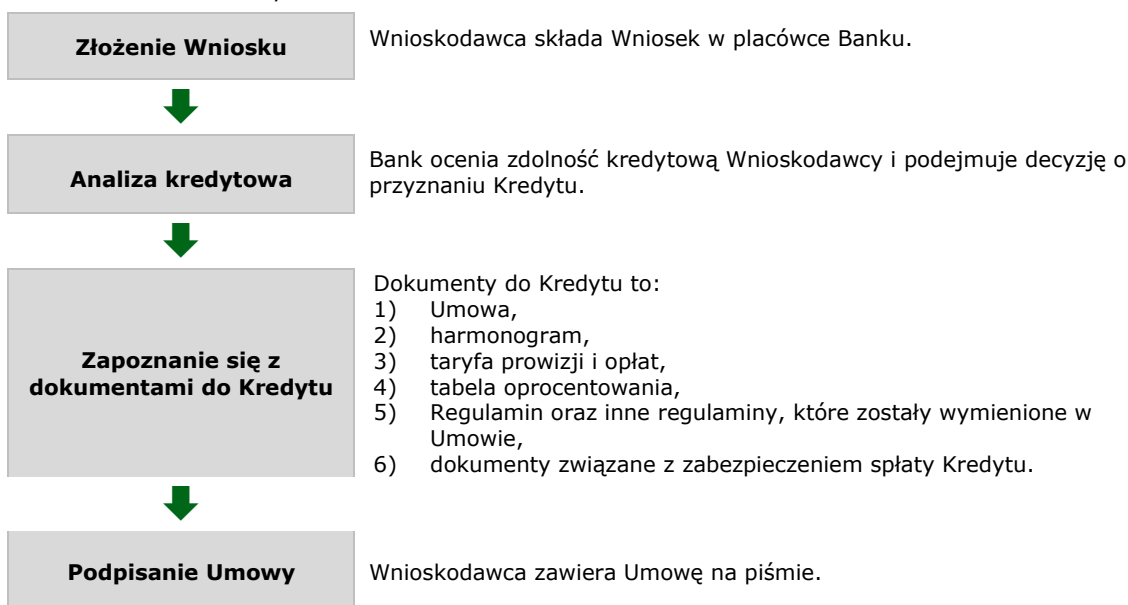 Złożenie Wniosku
Wnioskodawca składa Wniosek w placówce Banku.
Analiza kredytowa
Bank ocenia zdolność kredytową Wnioskodawcy i podejmuje decyzję o
przyznaniu Kredytu.
Zapoznanie się z
dokumentami do Kredytu
Dokumenty do Kredytu to:
1) Umowa,
2) harmonogram,
3) taryfa prowizji i opłat,
4) tabela oprocentowania,
5) Regulamin oraz inne regulaminy, które zostały wymienione w
Umowie,
6) dokumenty związane z zabezpieczeniem spłaty Kredytu.
Podpisanie Umowy
Wnioskodawca zawiera Umowę na piśmie.